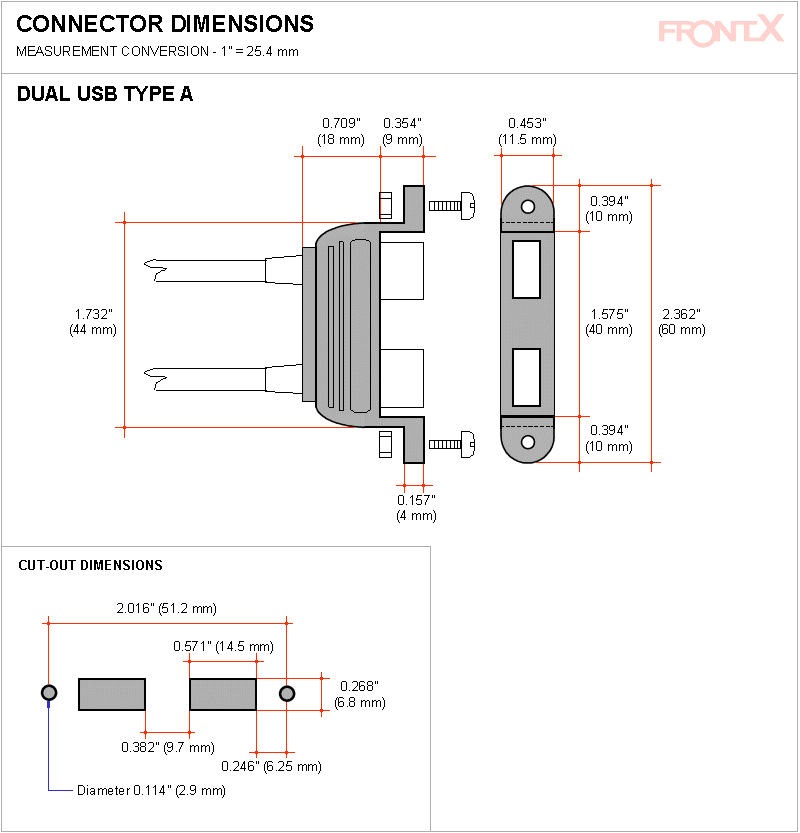 CONNECTOR DIMENSIONS
FRONTX
MEASUREMENT CONVERSION - 1" = 25.4 mm
DUAL USB TYPE A
0.709"
(18 mm)
0.354"
(9 mm)
0.453"
(11.5 mm)
0.394"
(10 mm)
1.732"
(44 mm)
1.575"
(40 mm)
2.362"
(60 mm)
0.394"
(10 mm)
0.157"
(4 mm)
CUT-OUT DIMENSIONS
2.016" (51.2 mm)
0.571" (14.5 mm)
0.268"
(6.8 mm)
0.382" (9.7 mm)
0.246" (6.25 mm)
Diameter 0.114" (2.9 mm)